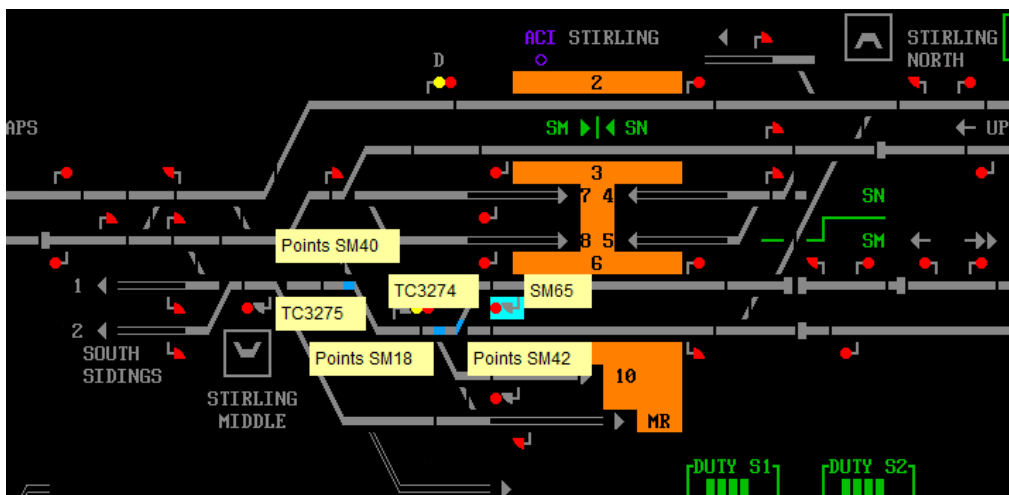 ACI STIRLING
STIRLING
NORTH
D
2
APS
SM SN
UP
3
7 4
SN
Points SM40
8 5
SM
6
1
TC3274
SM65
TC3275
2
SOUTH
SIDINGS
Points SM18
Points SM42
10
STIRLING
MIDDLE
MR
DUTY S1
DUTY S2